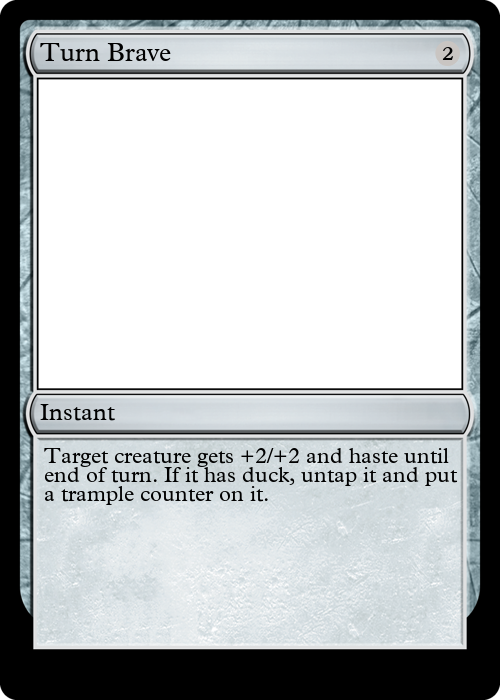 Turn Brave
2
Instant
Target creature gets +2/+2 and haste until
end of turn. If it has duck, untap it and put
a trample counter on it.